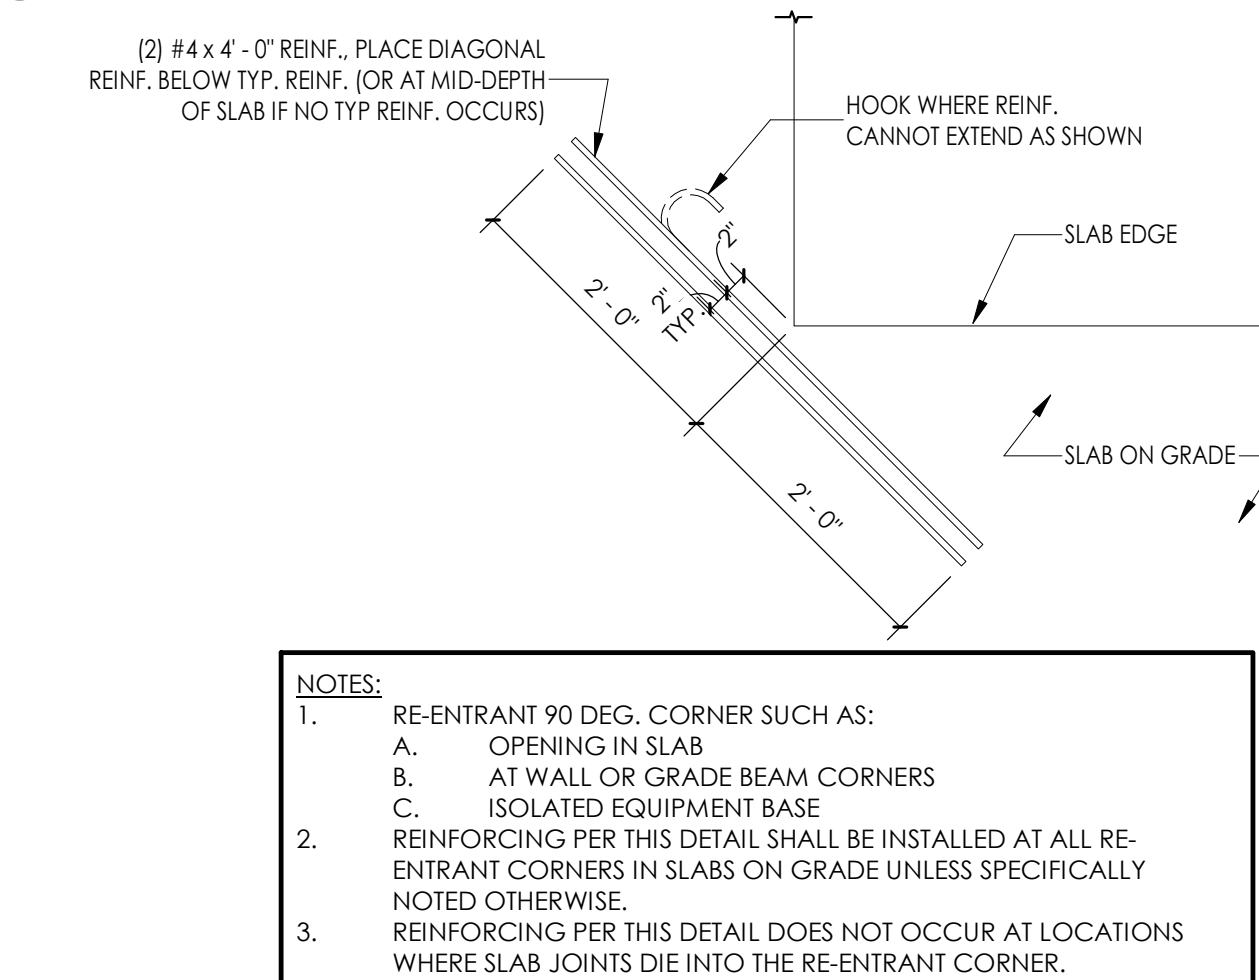 (2) #4 x 4' - 0" REINF., PLACE DIAGONAL
REINF. BELOW TYP. REINF. (OR AT MID-DEPTH
OF SLAB IF NO TYP REINF. OCCURS)
HOOK WHERE REINF.
CANNOT EXTEND AS SHOWN
2"
SLAB EDGE
2' - 0"
2"
TYP.
SLAB ON GRADE
2' - 0"
NOTES:
1. RE-ENTRANT 90 DEG. CORNER SUCH AS:
A. OPENING IN SLAB
B. AT WALL OR GRADE BEAM CORNERS
C. ISOLATED EQUIPMENT BASE
2. REINFORCING PER THIS DETAIL SHALL BE INSTALLED AT ALL RE-
ENTRANT CORNERS IN SLABS ON GRADE UNLESS SPECIFICALLY
NOTED OTHERWISE.
3. REINFORCING PER THIS DETAIL DOES NOT OCCUR AT LOCATIONS
WHERE SLAB JOINTS DIE INTO THE RE-ENTRANT CORNER.